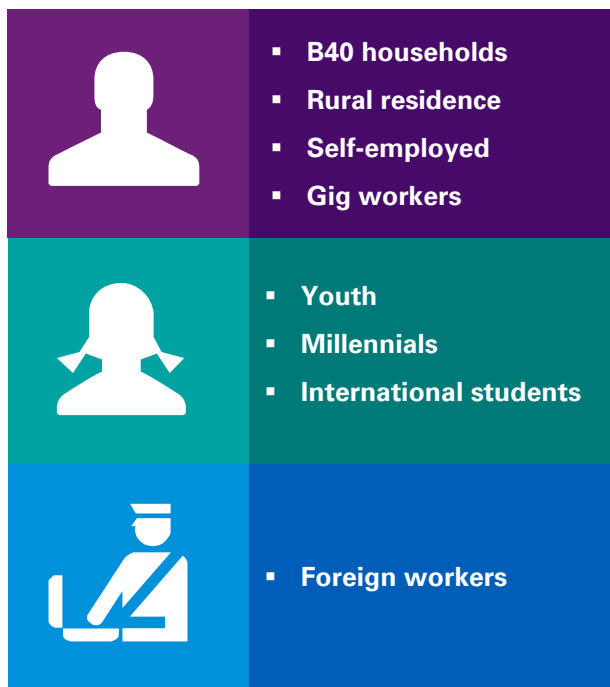 ▪ B40 households
▪ Rural residence
▪ Self-employed
▪ Gig workers
▪ Youth
▪ Millennials
▪ International students
▪ Foreign workers